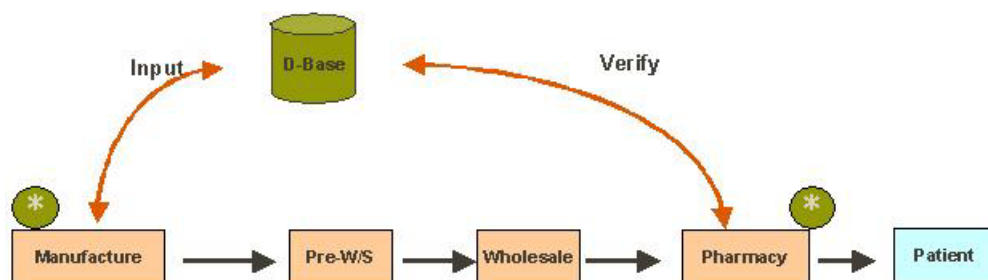 D-Base
Input
Verify
*
*
Manufacture
Pre-W/S
Wholesale
Pharmacy
Patient